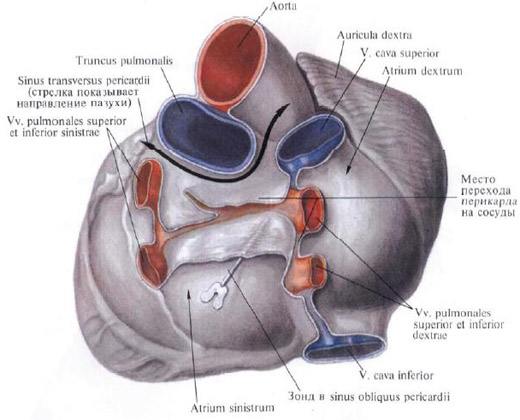 Aorta
Auricula dextra
V. cava superior
Atrium dextrum
Truncus pulmonalis
Sinus transversus pericardii
(стрелка показывает
направление пазухи)
Vv. pulmonales superior
et inferior sinistrae
Место
перехода
перикарда
на сосуды
Vv. pulmonales
superior et inferior
dextrae
V. cava inferior
Зонд в sinus obliquus pericardii
Atrium sinistrum